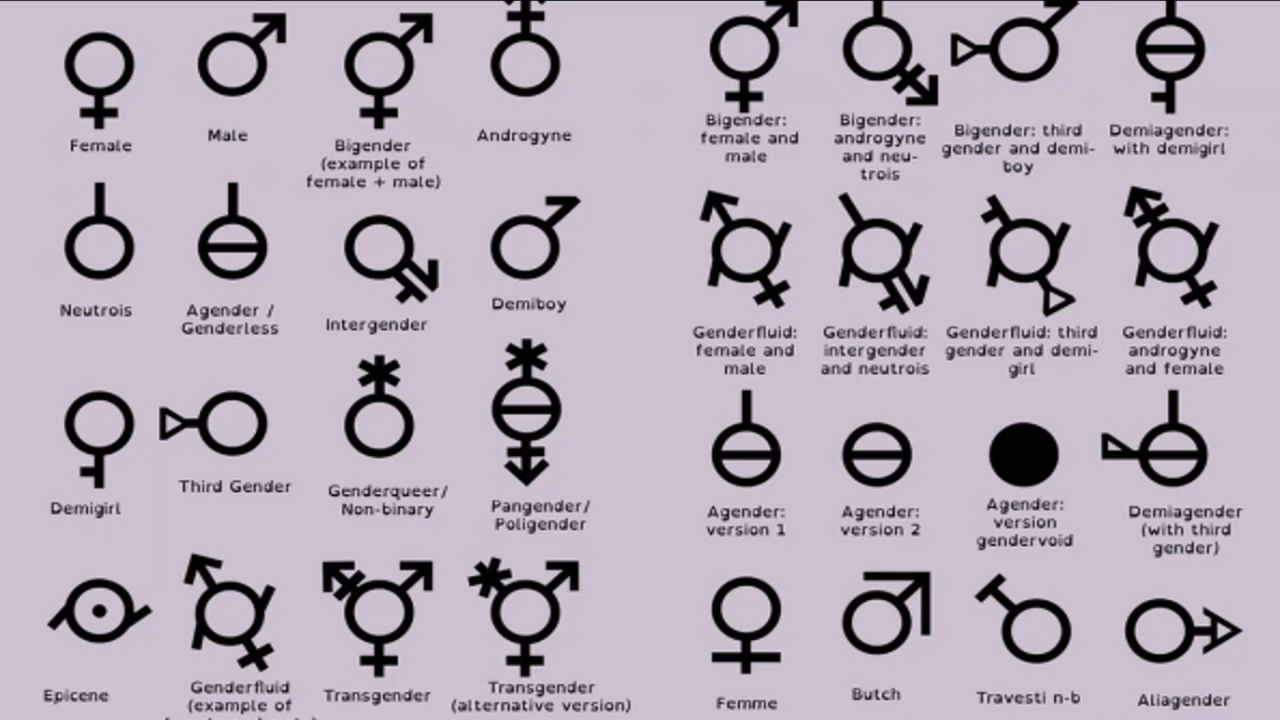 Female
Male
Bigender
(example of
female + male)
Androgyne
Bigender:
female and
male
Bigender:
androgyne
and neu-
trois
Bigender: third
gender and demi-
boy
Demiagender:
with demigirl
Neutrois
Agender /
Genderless
Intergender
Demiboy
Genderfluid:
female and
male
Genderfluid:
intergender
and neutrois
Genderfluid: third
gender and demi-
girl
Genderfluid:
androgyne
and female
Demigirl
Third Gender
Genderqueer/
Non-binary
Pangender/
Poligender
Agender:
version 1
Agender:
version 2
Agender:
version
gendervoid
Demiagender
(with third
gender)
Epicene
Genderfluid
(example of
Transgender
Transgender
(alternative version)
Femme
Butch
Travesti n-b
Aliagender